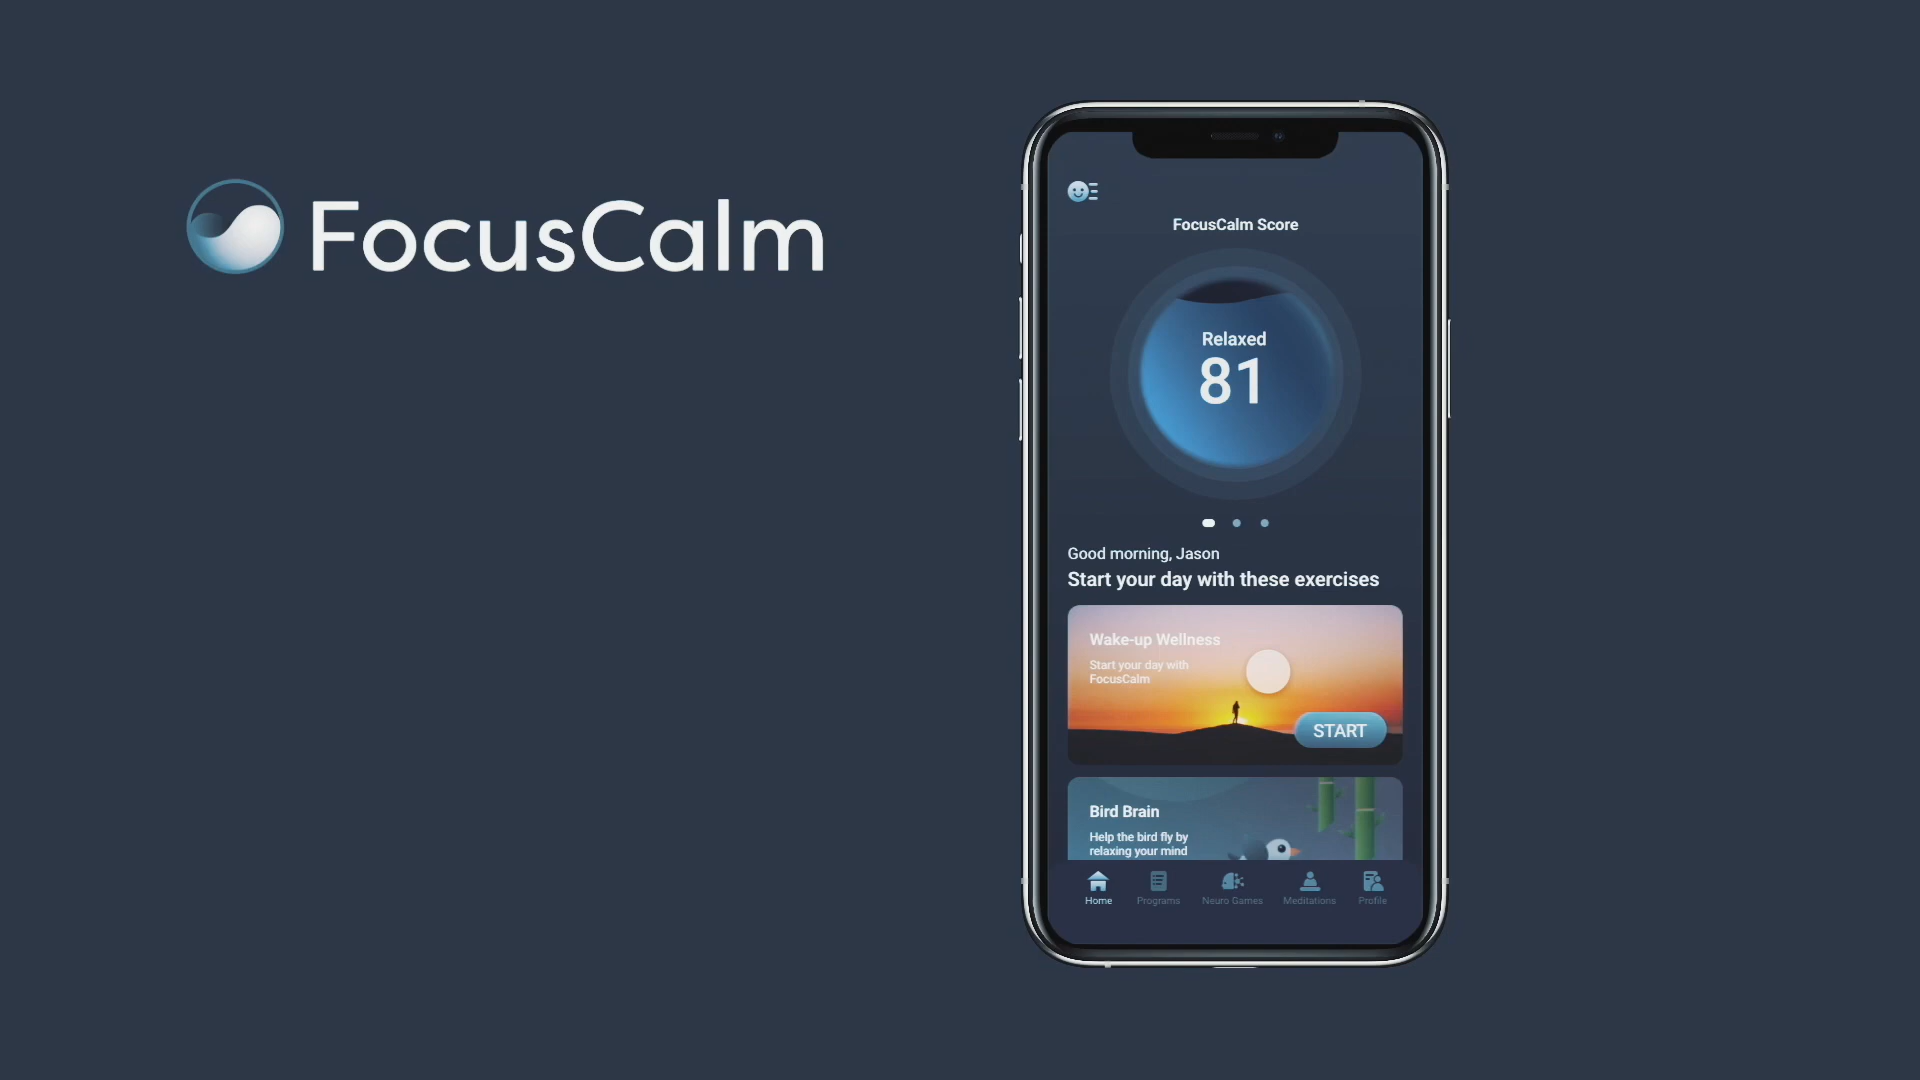 FocusCalm
FocusCalm Score
Relaxed
81
Good morning, Jason
Start your day with these exercises
Wake-up Wellness
Start your day with
FocusCalm
START
Bird Brain
Help the bird fly by
relaxing your mind
Home
Programs
Neuro Games
Meditations
Profile